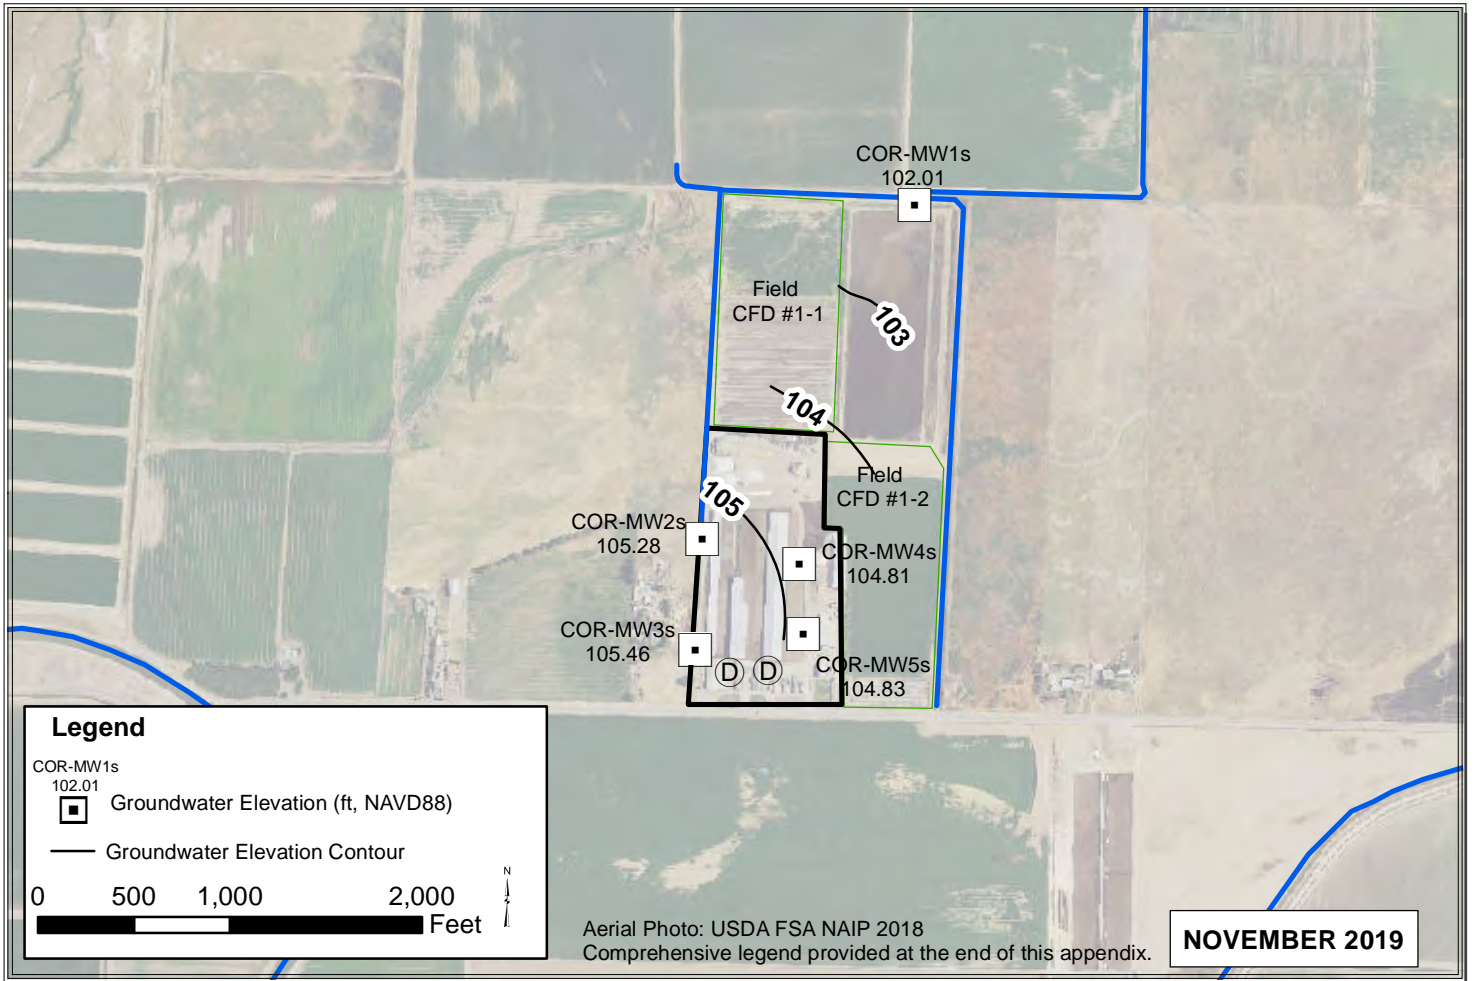 COR-MW1s
102.01
Field
CFD #1-1
103
104
Field
CFD #1-2
105
COR-MW2s
105.28
COR-MW4s
104.81
COR-MW3s
105.46
COR-MW5s
104.83
D D
Legend
COR-MW1s
102.01
Groundwater Elevation (ft, NAVD88)
Groundwater Elevation Contour
N
0 500 1,000 2,000
Feet
Aerial Photo: USDA FSA NAIP 2018
Comprehensive legend provided at the end of this appendix.
NOVEMBER 2019